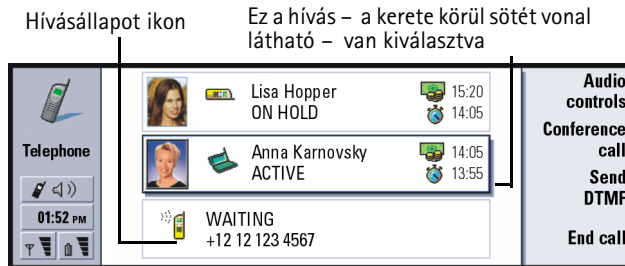 Hívásállapot ikon
Ez a hívás – a kerete körül sötét vonal
látható – van kiválasztva
Telephone
01:52 PM
Lisa Hopper
ON HOLD
15:20
14:05
Anna Karnovsky
ACTIVE
14:05
13:55
WAITING
+12 12 123 4567
Audio
controls
Conference
call
Send
DTMF
End call